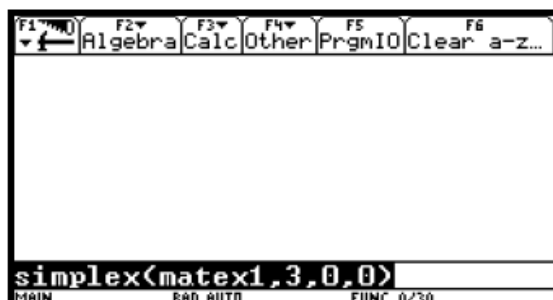 F1 F2 F3 F4 F5 F6
Algebra Calc Other PrgmIO Clear a-z…
simplex(matex1,3,0,0)
MAIN RAD AUTO FUNC 0/30